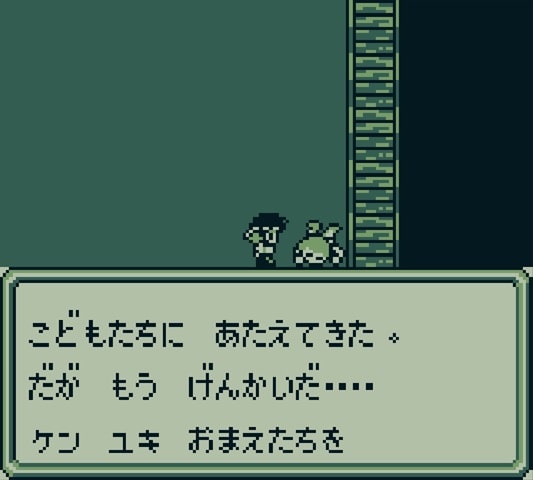 こどもたちに あたえてきた。
だが もう げんかいだ‥‥
ケン ユキ おまえたちを